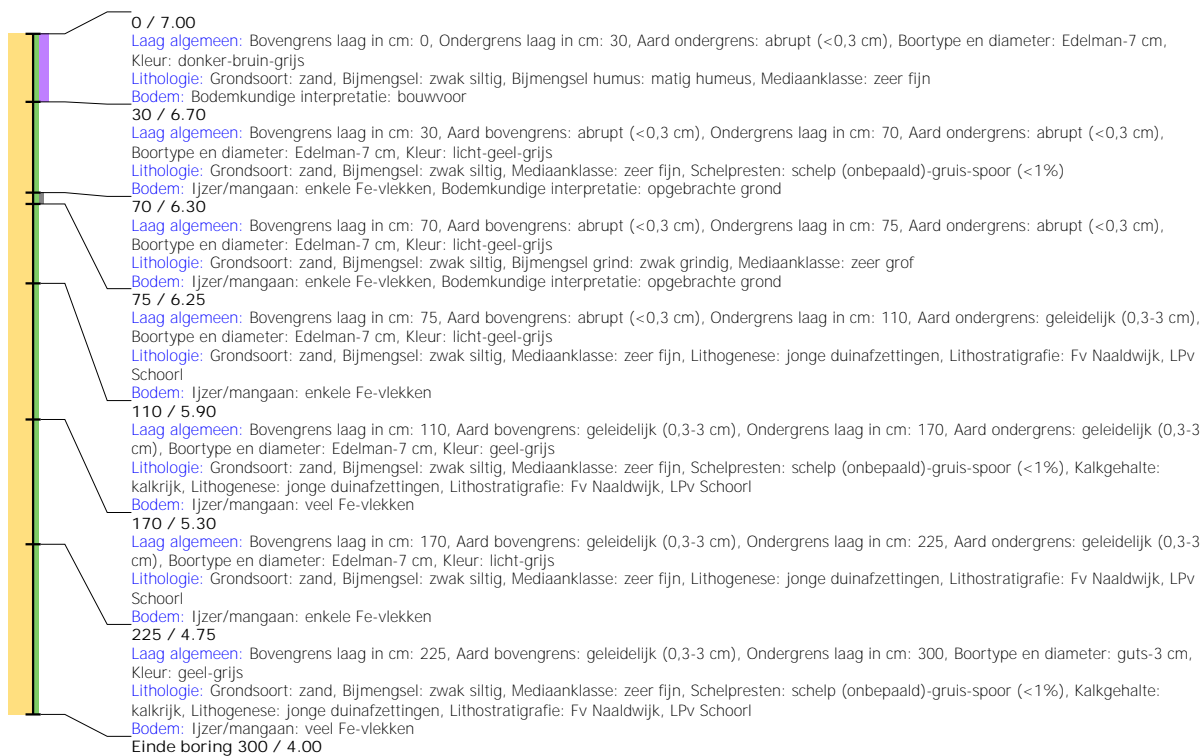 0 / 7.00
Laag algemeen: Bovengrens laag in cm: 0, Ondergrens laag in cm: 30, Aard ondergrens: abrupt (<0,3 cm), Boortype en diameter: Edelman-7 cm,
Kleur: donker-bruin-grijs
Lithologie: Grondsoort: zand, Bijmengsel: zwak siltig, Bijmengsel humus: matig humeus, Mediaanklasse: zeer fijn
Bodem: Bodemkundige interpretatie: bouwvoor
30 / 6.70
Laag algemeen: Bovengrens laag in cm: 30, Aard bovengrens: abrupt (<0,3 cm), Ondergrens laag in cm: 70, Aard ondergrens: abrupt (<0,3 cm),
Boortype en diameter: Edelman-7 cm, Kleur: licht-geel-grijs
Lithologie: Grondsoort: zand, Bijmengsel: zwak siltig, Mediaanklasse: zeer fijn, Schelpresten: schelp (onbepaald)-gruis-spoor (<1%)
Bodem: Ijzer/mangaan: enkele Fe-vlekken, Bodemkundige interpretatie: opgebrachte grond
70 / 6.30
Laag algemeen: Bovengrens laag in cm: 70, Aard bovengrens: abrupt (<0,3 cm), Ondergrens laag in cm: 75, Aard ondergrens: abrupt (<0,3 cm),
Boortype en diameter: Edelman-7 cm, Kleur: licht-geel-grijs
Lithologie: Grondsoort: zand, Bijmengsel: zwak siltig, Bijmengsel grind: zwak grindig, Mediaanklasse: zeer grof
Bodem: Ijzer/mangaan: enkele Fe-vlekken, Bodemkundige interpretatie: opgebrachte grond
75 / 6.25
Laag algemeen: Bovengrens laag in cm: 75, Aard bovengrens: abrupt (<0,3 cm), Ondergrens laag in cm: 110, Aard ondergrens: geleidelijk (0,3-3 cm),
Boortype en diameter: Edelman-7 cm, Kleur: licht-geel-grijs
Lithologie: Grondsoort: zand, Bijmengsel: zwak siltig, Mediaanklasse: zeer fijn, Lithogenese: jonge duinafzettingen, Lithostratigrafie: Fv Naaldwijk, LPv
Schoorl
Bodem: Ijzer/mangaan: enkele Fe-vlekken
110 / 5.90
Laag algemeen: Bovengrens laag in cm: 110, Aard bovengrens: geleidelijk (0,3-3 cm), Ondergrens laag in cm: 170, Aard ondergrens: geleidelijk (0,3-3
cm), Boortype en diameter: Edelman-7 cm, Kleur: geel-grijs
Lithologie: Grondsoort: zand, Bijmengsel: zwak siltig, Mediaanklasse: zeer fijn, Schelpresten: schelp (onbepaald)-gruis-spoor (<1%), Kalkgehalte:
kalkrijk, Lithogenese: jonge duinafzettingen, Lithostratigrafie: Fv Naaldwijk, LPv Schoorl
Bodem: Ijzer/mangaan: veel Fe-vlekken
170 / 5.30
Laag algemeen: Bovengrens laag in cm: 170, Aard bovengrens: geleidelijk (0,3-3 cm), Ondergrens laag in cm: 225, Aard ondergrens: geleidelijk (0,3-3
cm), Boortype en diameter: Edelman-7 cm, Kleur: licht-geel-grijs
Lithologie: Grondsoort: zand, Bijmengsel: zwak siltig, Mediaanklasse: zeer fijn, Lithogenese: jonge duinafzettingen, Lithostratigrafie: Fv Naaldwijk, LPv
Schoorl
Bodem: Ijzer/mangaan: enkele Fe-vlekken
225 / 4.75
Laag algemeen: Bovengrens laag in cm: 225, Aard bovengrens: geleidelijk (0,3-3 cm), Ondergrens laag in cm: 300, Boortype en diameter: guts-3 cm,
Kleur: geel-grijs
Lithologie: Grondsoort: zand, Bijmengsel: zwak siltig, Mediaanklasse: zeer fijn, Schelpresten: schelp (onbepaald)-gruis-spoor (<1%), Kalkgehalte:
kalkrijk, Lithogenese: jonge duinafzettingen, Lithostratigrafie: Fv Naaldwijk, LPv Schoorl
Bodem: Ijzer/mangaan: veel Fe-vlekken
Einde boring 300 / 4.00